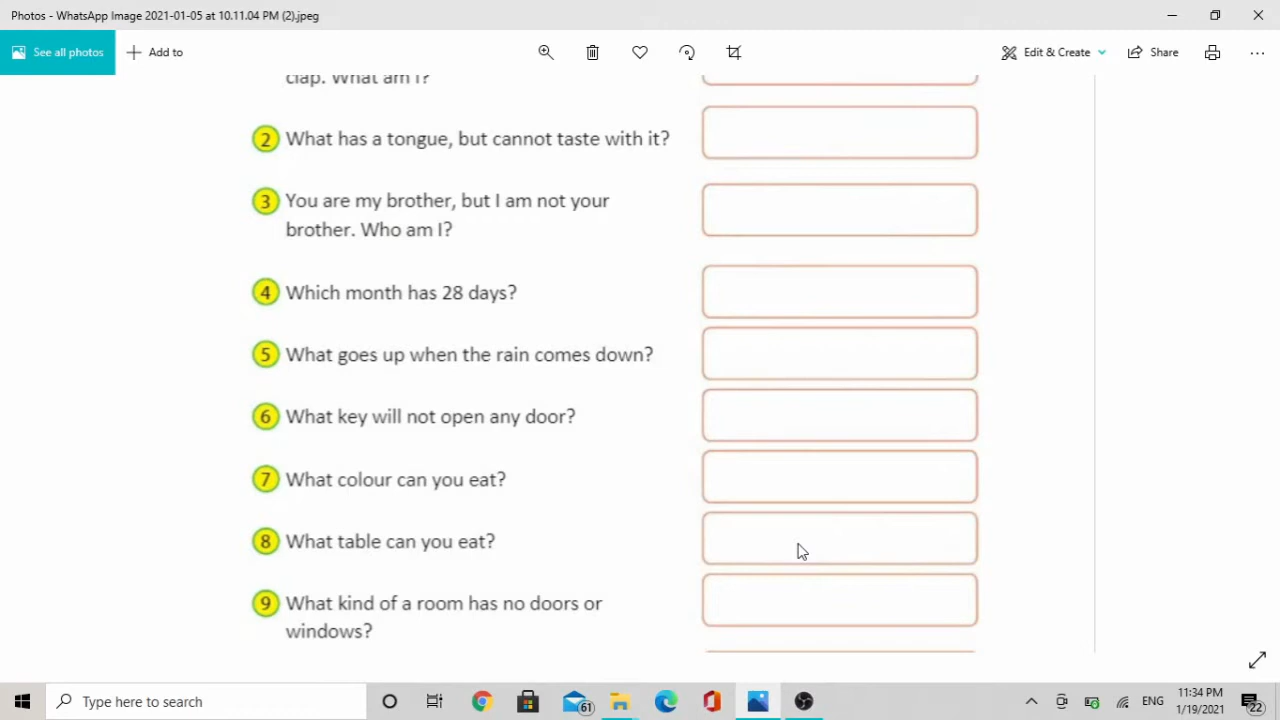 Photos - WhatsApp Image 2021-01-05 at 10.11.04 PM (2).jpeg
See all photos
Add to
Edit & Create
Share
clap. What am I?
2 What has a tongue, but cannot taste with it?
3 You are my brother, but I am not your
brother. Who am I?
4 Which month has 28 days?
5 What goes up when the rain comes down?
6 What key will not open any door?
7 What colour can you eat?
8 What table can you eat?
9 What kind of a room has no doors or
windows?
Type here to search
61
ENG
11:34 PM
1/19/2021
22